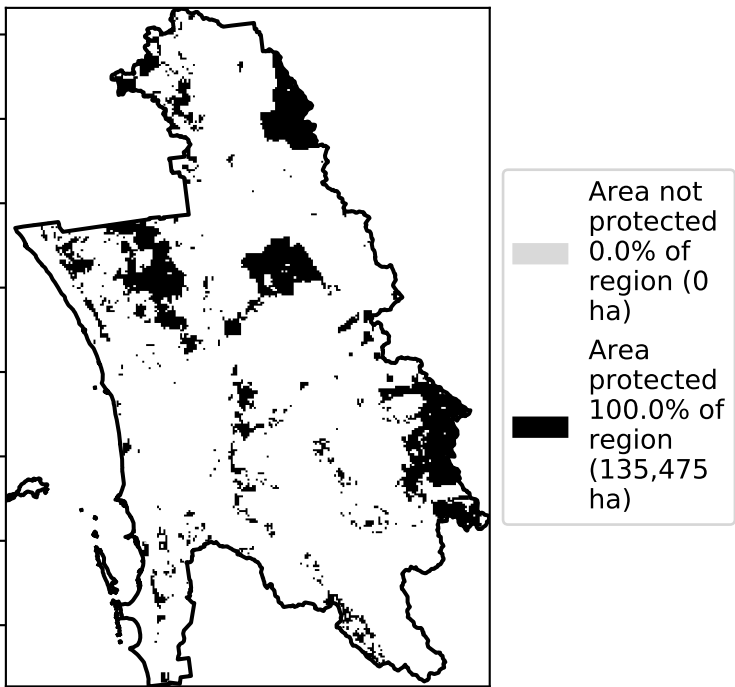 Area not
protected
0.0% of
region (0
ha)
Area
protected
100.0% of
region
(135,475
ha)